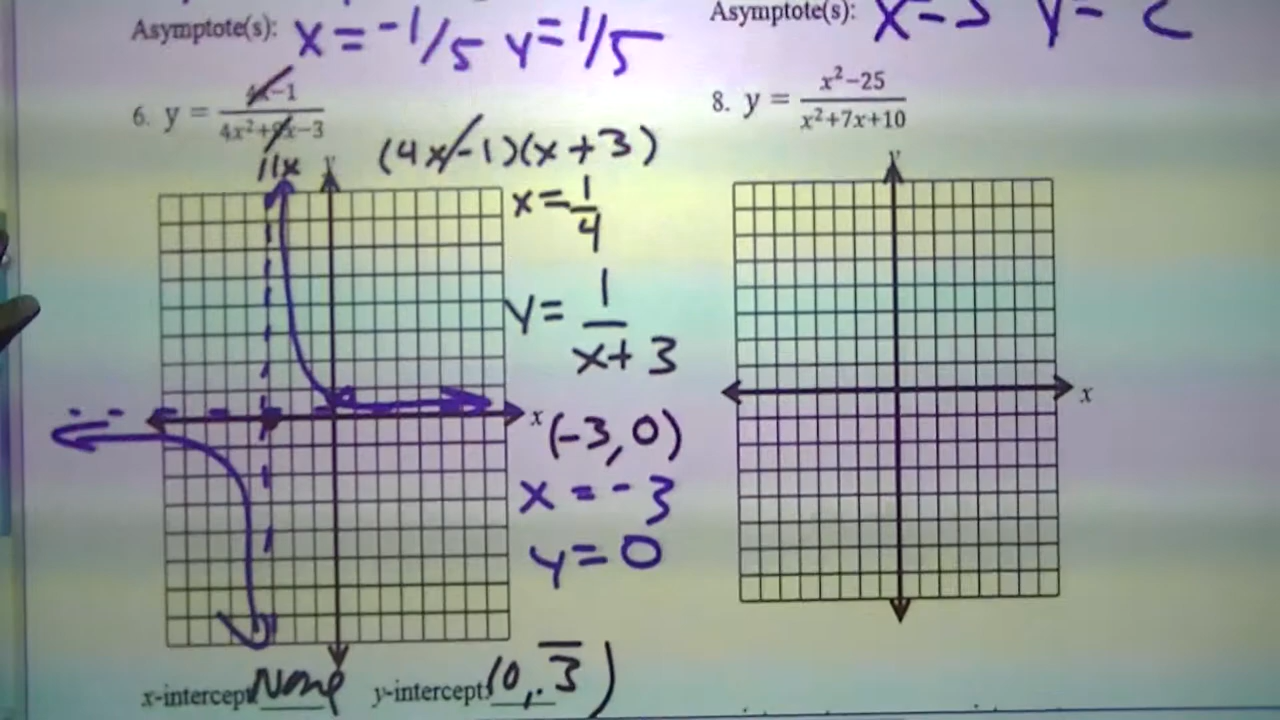 Asymptote(s): x = -1/5 y = 1/5
Asymptote(s):
6. y = 4x-1 / 4x²+9x-3
11x
(4x-1)(x+3)
x = 1/4
y = 1 / x+3
(-3,0)
x = -3
y = 0
y
x
x-intercept None y-intercept: (0, .3̅)
8. y = x²-25 / x²+7x+10
y
x